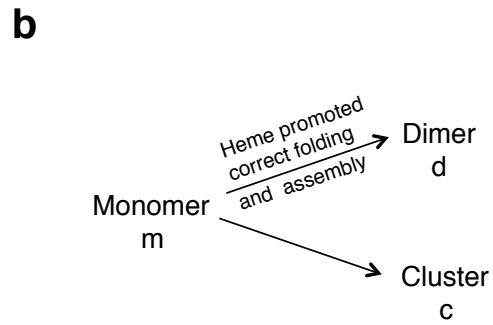 b
Heme promoted
correct folding
and assembly
Dimer
d
Monomer
m
Cluster
c